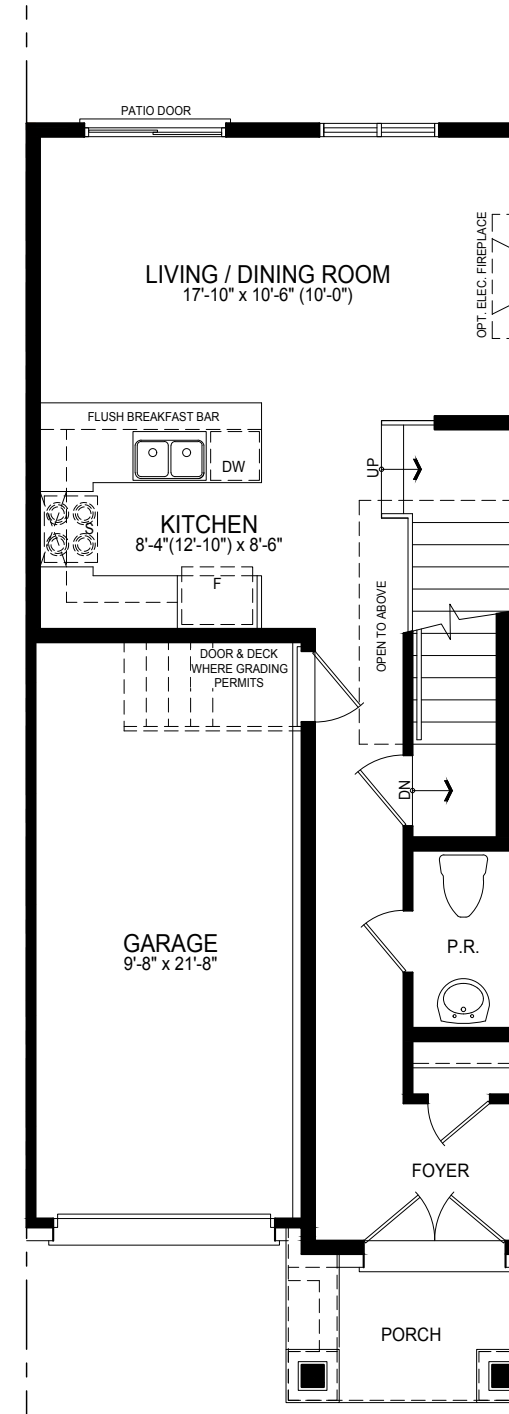 PATIO DOOR
LIVING / DINING ROOM
17'-10" x 10'-6" (10'-0")
OPT. ELEC. FIREPLACE
FLUSH BREAKFAST BAR
DW
UP
S
KITCHEN
8'-4"(12'-10") x 8'-6"
F
OPEN TO ABOVE
DOOR & DECK
WHERE GRADING
PERMITS
DN
GARAGE
9'-8" x 21'-8"
P.R.
FOYER
PORCH